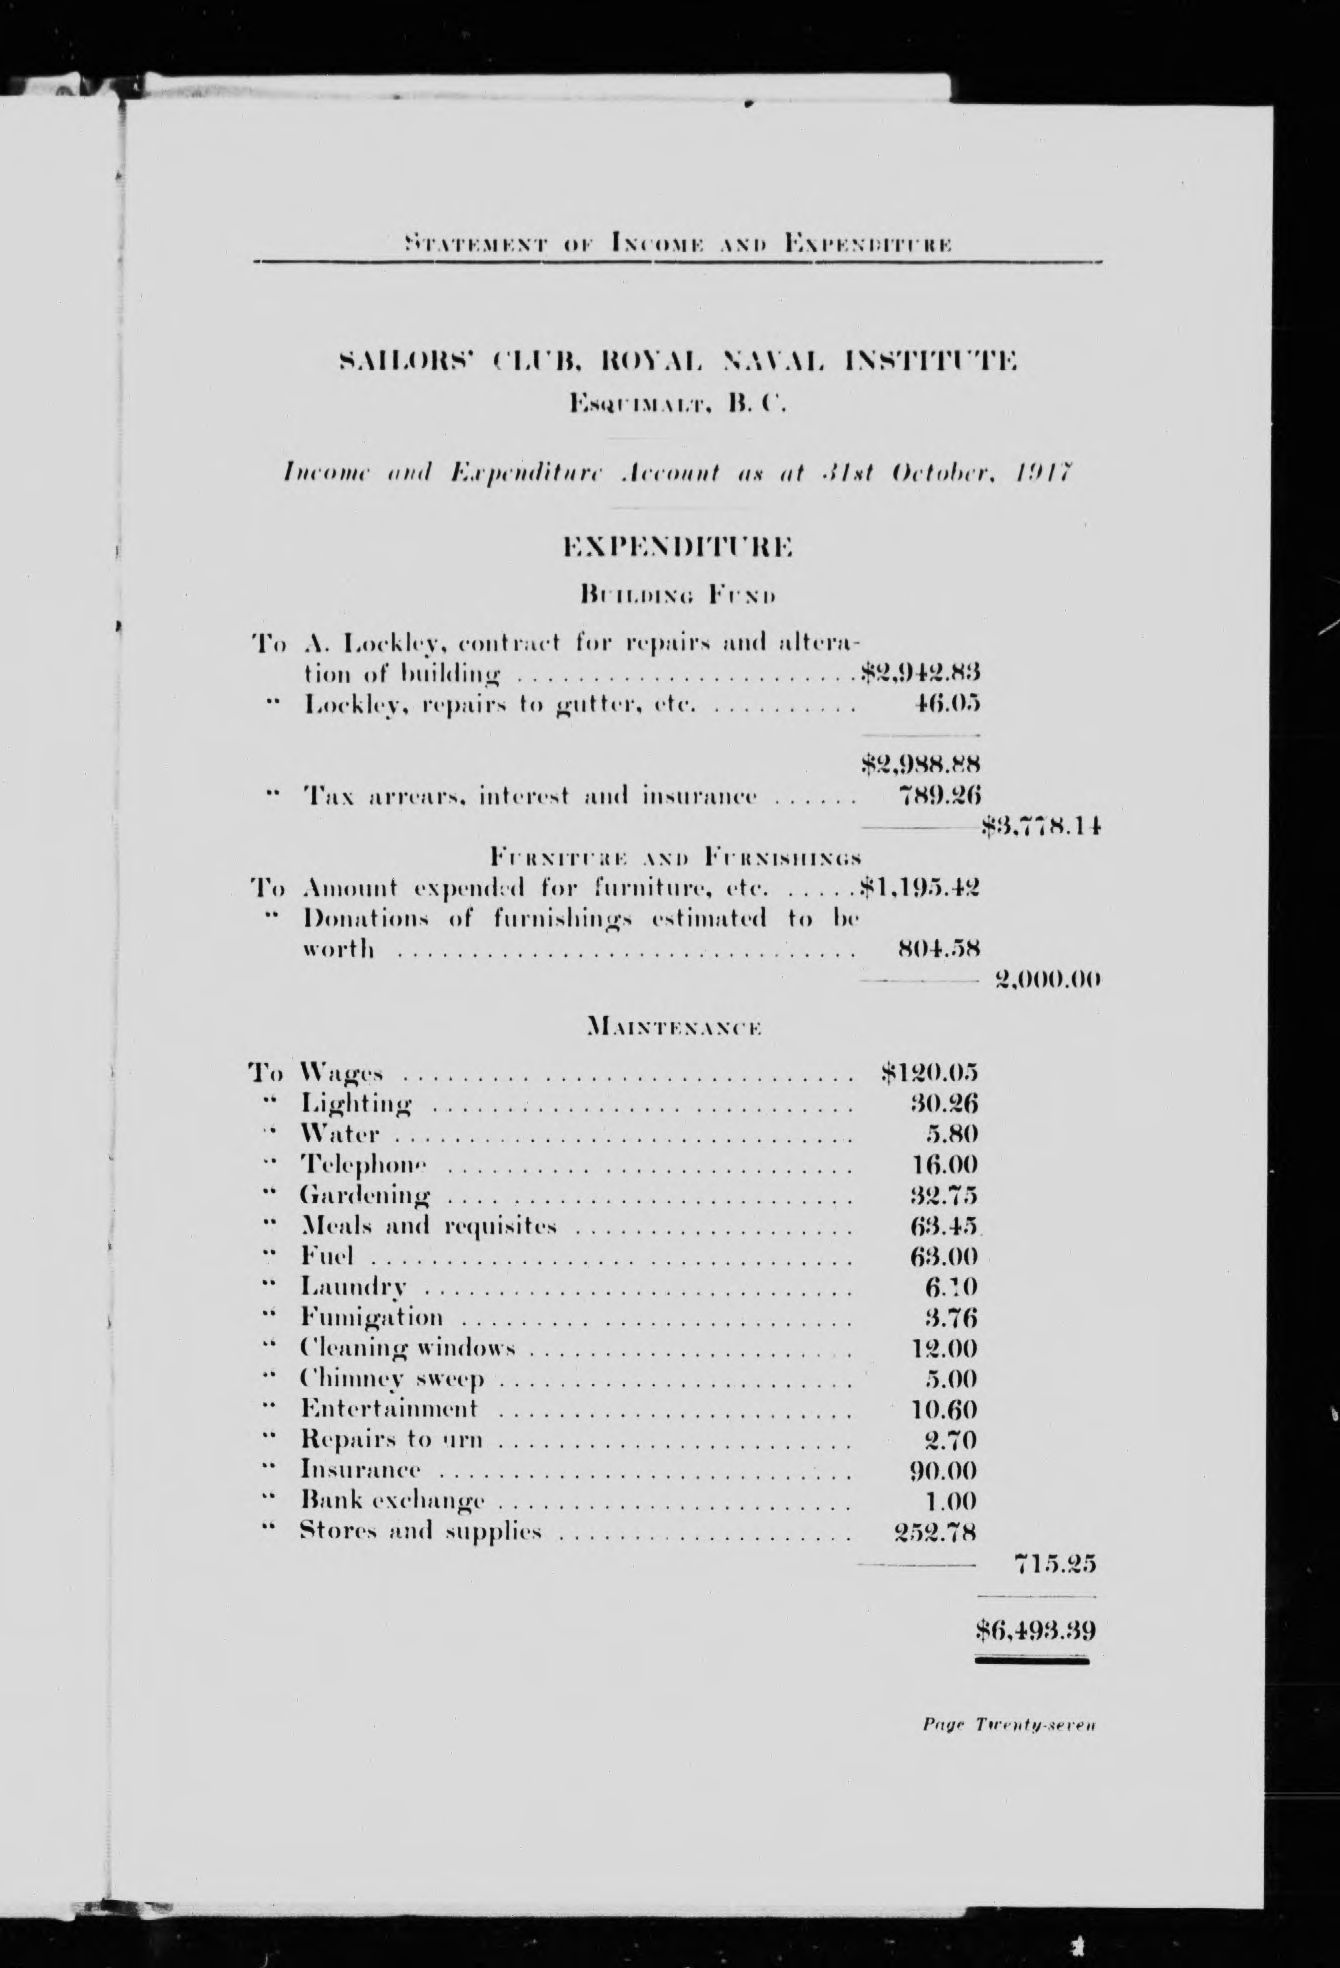 Statement of Income and Expenditure
SAILORS' CLUB, ROYAL NAVAL INSTITUTE
Esquimalt, B. C.
Income and Expenditure Account as at 31st October, 1917
EXPENDITURE
Building Fund
To A. Lockley, contract for repairs and altera-
tion of building ....................... $2,942.83
" Lockley, repairs to gutter, etc. .......... 46.05
$2,988.88
" Tax arrears, interest and insurance ...... 789.26
$3,778.14
Furniture and Furnishings
To Amount expended for furniture, etc. ..... $1,195.42
" Donations of furnishings estimated to be
worth .............................. 804.58
2,000.00
Maintenance
To Wages .............................. $120.05
" Lighting ............................ 30.26
" Water .............................. 5.80
" Telephone ........................... 16.00
" Gardening ........................... 32.75
" Meals and requisites ................... 63.45
" Fuel ................................ 63.00
" Laundry ............................. 6.10
" Fumigation .......................... 3.76
" Cleaning windows ...................... 12.00
" Chimney sweep ........................ 5.00
" Entertainment ........................ 10.60
" Repairs to urn ........................ 2.70
" Insurance ............................ 90.00
" Bank exchange ........................ 1.00
" Stores and supplies .................... 252.78
715.25
$6,493.39
Page Twenty-seven